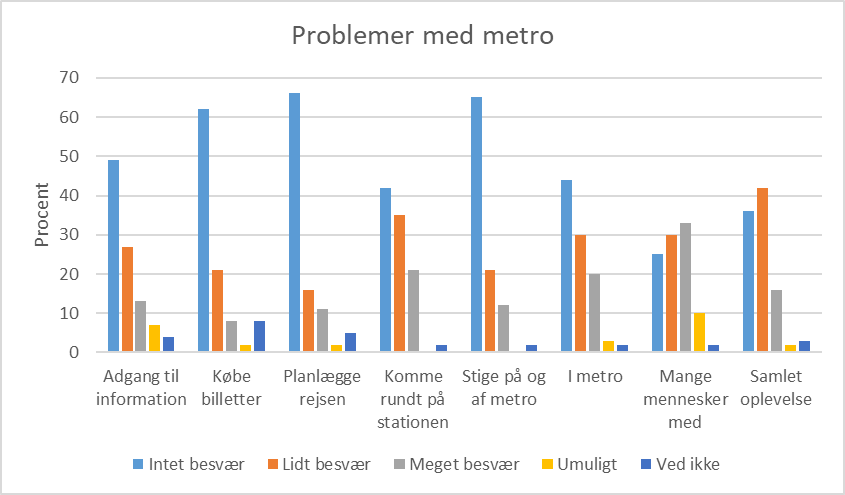 Problemer med metro
Procent
70
60
50
40
30
20
10
0
Adgang til
information
Købe
billetter
Planlægge
rejsen
Komme
rundt på
stationen
Stige på og
af metro
I metro
Mange
mennesker
med
Samlet
oplevelse
Intet besvær
Lidt besvær
Meget besvær
Umuligt
Ved ikke